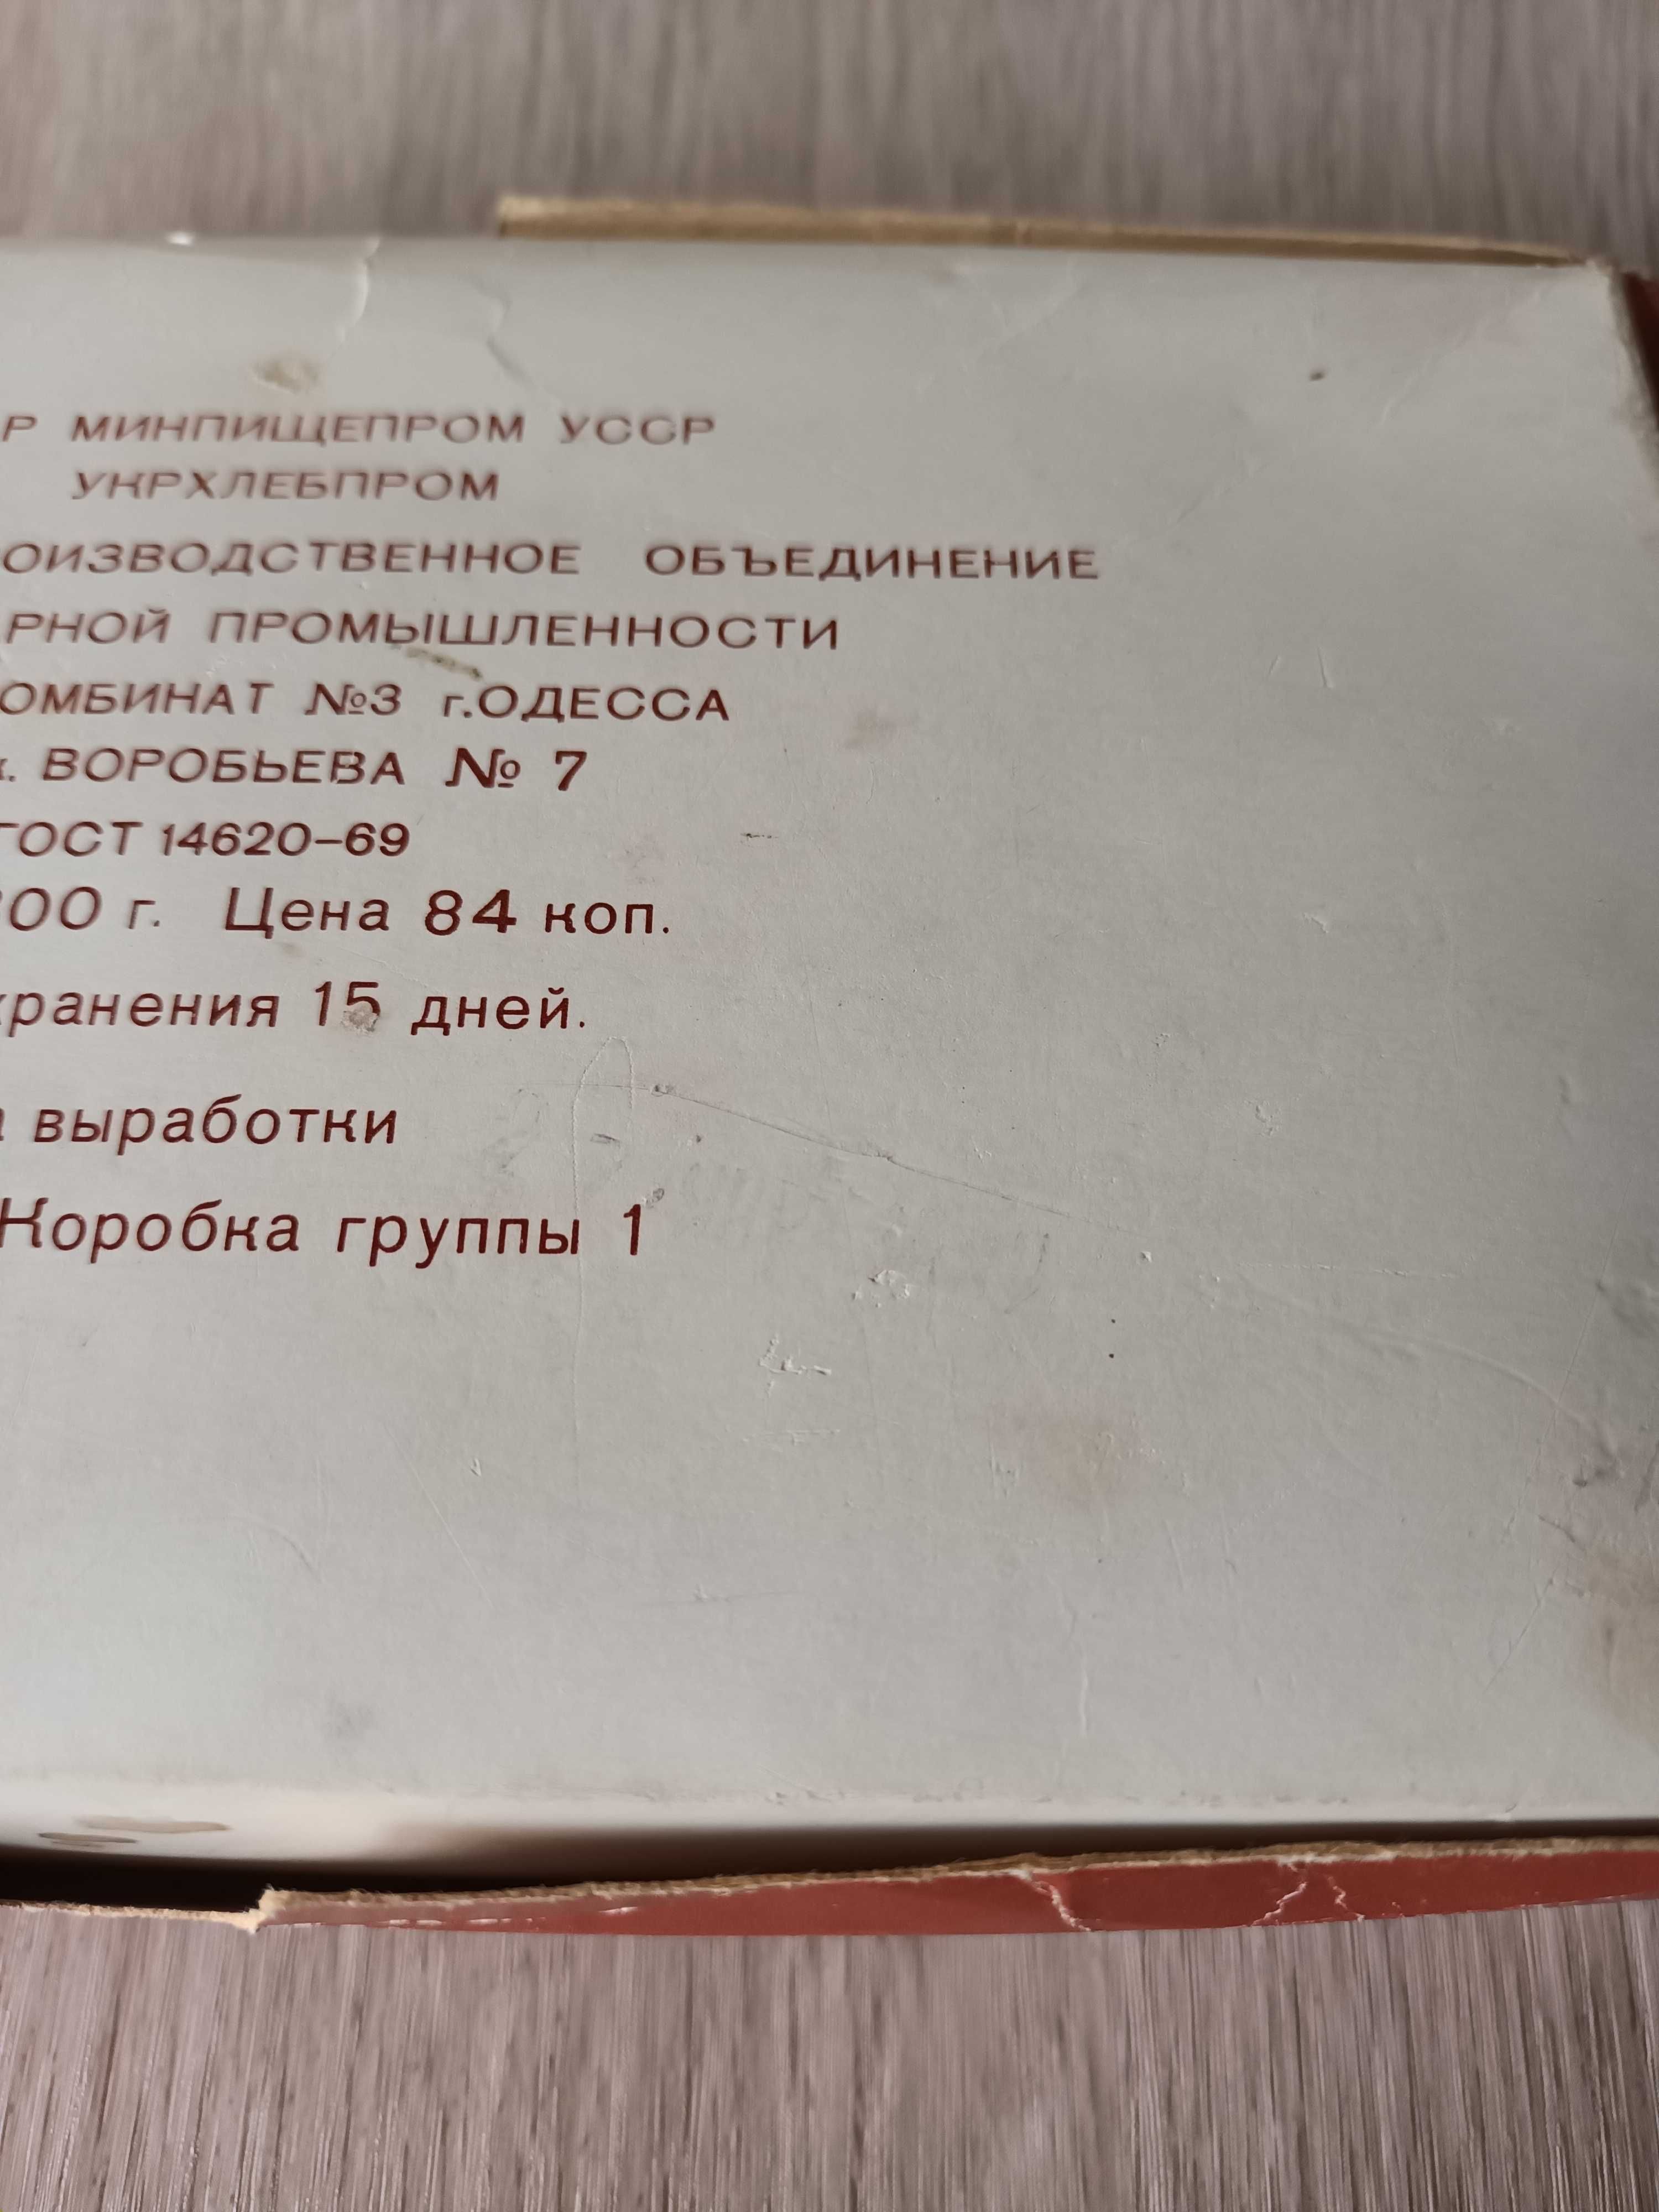 Р МИНПИЩЕПРОМ УССР
УКРХЛЕБПРОМ
ОИЗВОДСТВЕННОЕ ОБЪЕДИНЕНИЕ
РНОЙ ПРОМЫШЛЕННОСТИ
ОМБИНАТ №3 г.ОДЕССА
ВОРОБЬЕВА № 7
ГОСТ 14620-69
00 г. Цена 84 коп.
хранения 15 дней.
а выработки
Коробка группы 1